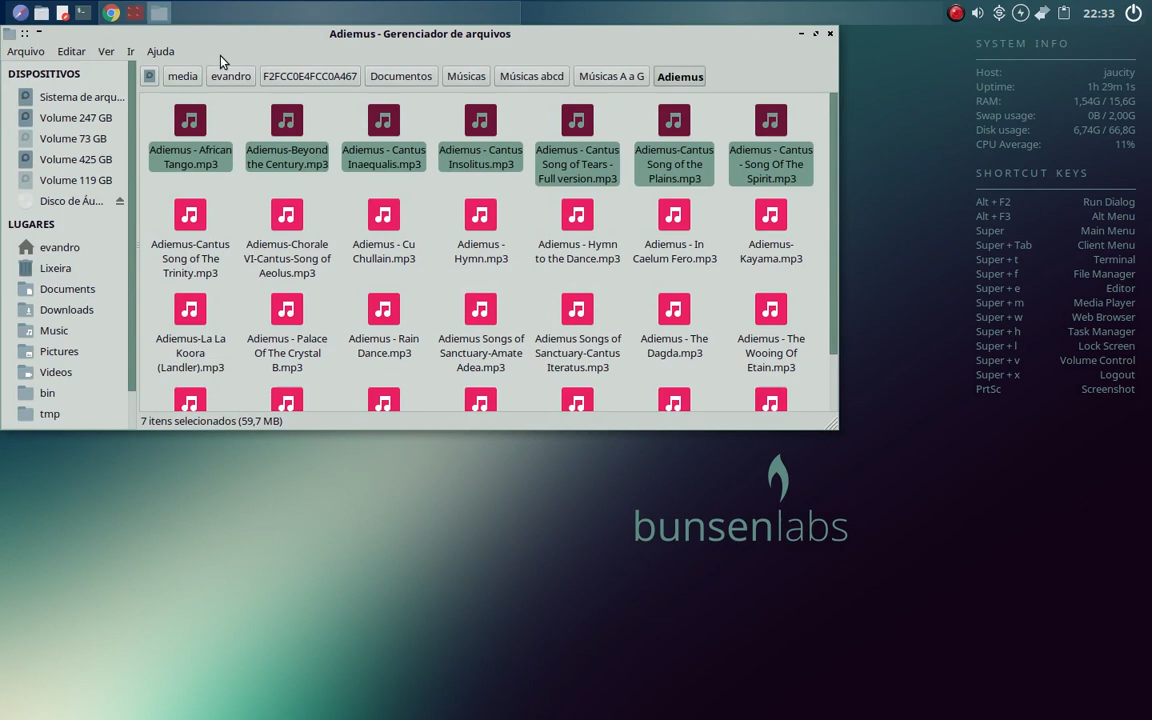 22:33
Adiemus - Gerenciador de arquivos
Arquivo Editar Ver Ir Ajuda
media evandro F2FCC0E4FCC0A467 Documentos Músicas Músicas abcd Músicas A a G Adiemus
DISPOSITIVOS
Sistema de arqu...
Volume 247 GB
Volume 73 GB
Volume 425 GB
Volume 119 GB
Disco de Áu...
LUGARES
evandro
Lixeira
Documents
Downloads
Music
Pictures
Videos
bin
tmp
Adiemus - African
Tango.mp3
Adiemus-Beyond
the Century.mp3
Adiemus - Cantus
Inaequalis.mp3
Adiemus - Cantus
Insolitus.mp3
Adiemus - Cantus
Song of Tears -
Full version.mp3
Adiemus-Cantus
Song of the
Plains.mp3
Adiemus - Cantus
- Song Of The
Spirit.mp3
Adiemus-Cantus
Song of The
Trinity.mp3
Adiemus-Chorale
VI-Cantus-Song of
Aeolus.mp3
Adiemus - Cu
Chullain.mp3
Adiemus -
Hymn.mp3
Adiemus - Hymn
to the Dance.mp3
Adiemus - In
Caelum Fero.mp3
Adiemus-
Kayama.mp3
Adiemus-La La
Koora
(Landler).mp3
Adiemus - Palace
Of The Crystal
B.mp3
Adiemus - Rain
Dance.mp3
Adiemus Songs of
Sanctuary-Amate
Adea.mp3
Adiemus Songs of
Sanctuary-Cantus
Iteratus.mp3
Adiemus - The
Dagda.mp3
Adiemus - The
Wooing Of
Etain.mp3
7 itens selecionados (59,7 MB)
SYSTEM INFO
Host: jaucity
Uptime: 1h 29m 1s
RAM: 1,54G / 15,6G
Swap usage: 0B / 2,00G
Disk usage: 6,74G / 66,8G
CPU Average: 11%
SHORTCUT KEYS
Alt + F2 Run Dialog
Alt + F3 Alt Menu
Super Main Menu
Super + Tab Client Menu
Super + t Terminal
Super + f File Manager
Super + e Editor
Super + m Media Player
Super + w Web Browser
Super + h Task Manager
Super + l Lock Screen
Super + v Volume Control
Super + x Logout
PrtSc Screenshot
bunsenlabs